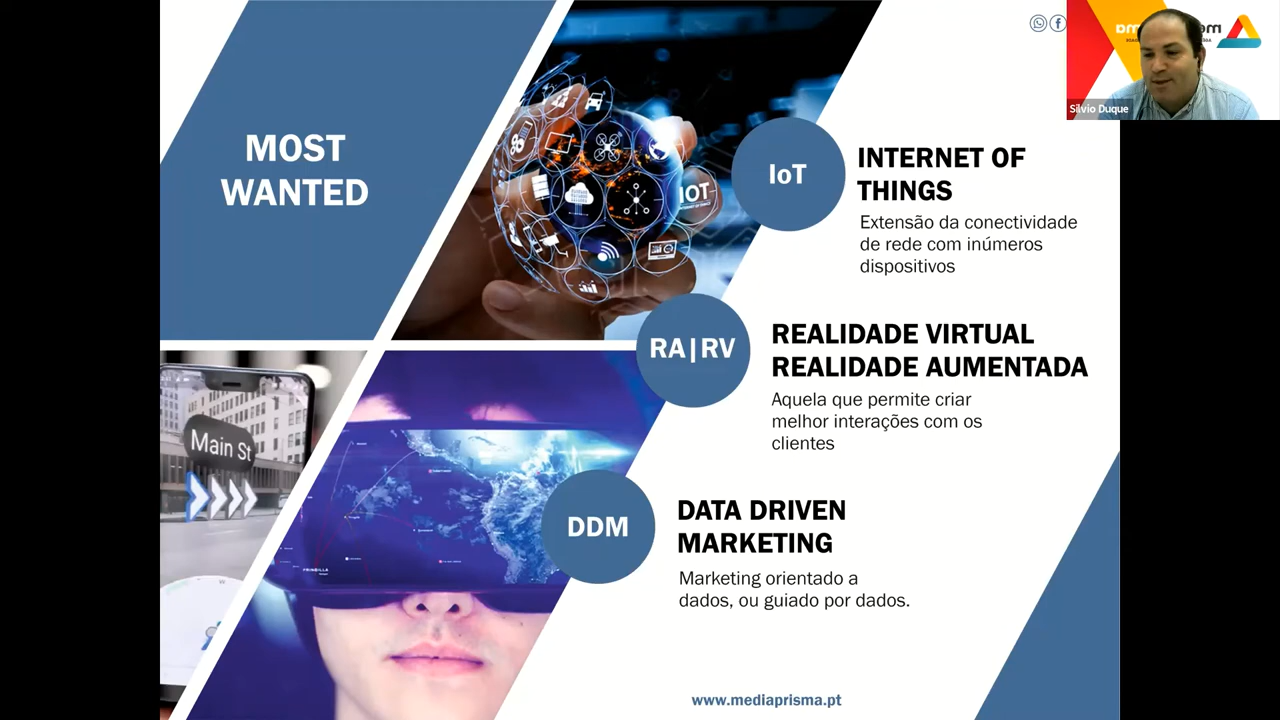 MOST
WANTED
IOT
IoT
INTERNET OF
THINGS
Extensão da conectividade
de rede com inúmeros
dispositivos
RA|RV
REALIDADE VIRTUAL
REALIDADE AUMENTADA
Aquela que permite criar
melhor interações com os
clientes
Main St
DDM
DATA DRIVEN
MARKETING
Marketing orientado a
dados, ou guiado por dados.
www.mediaprisma.pt
Silvio Duque